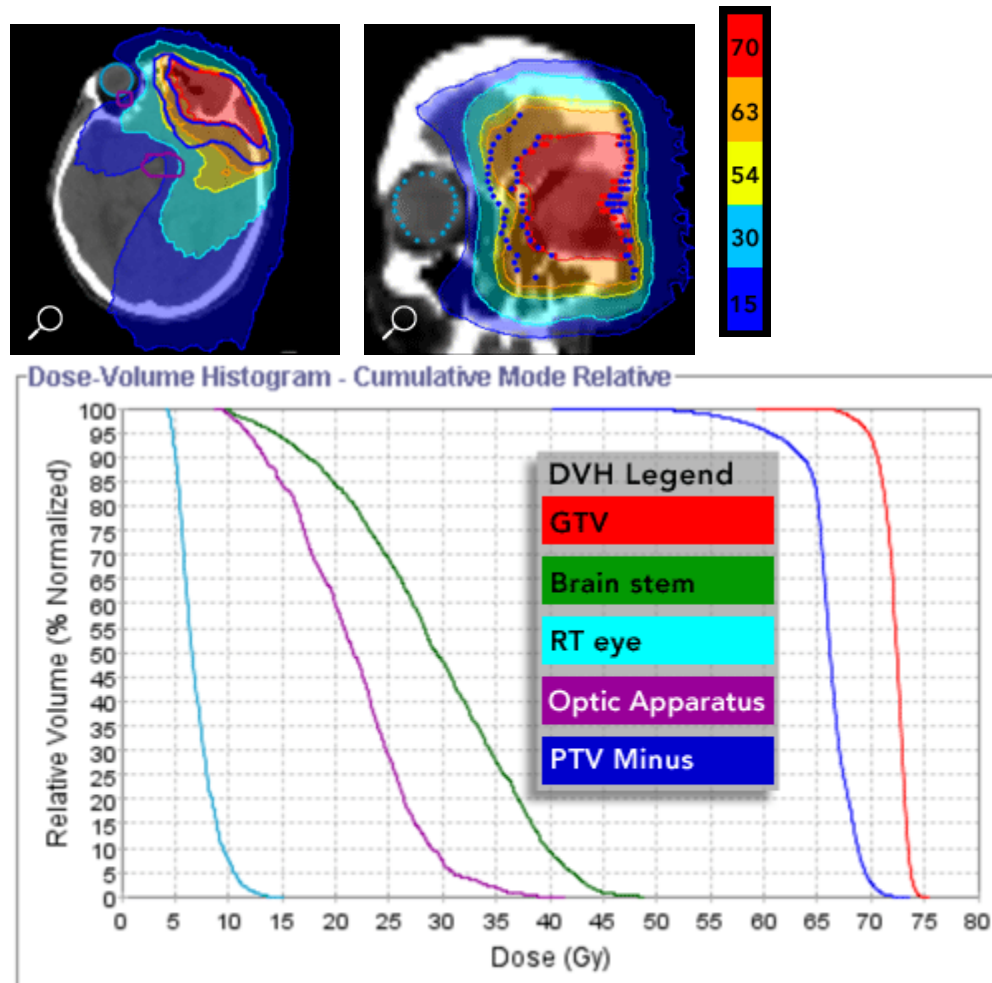 70
63
54
30
15
Dose-Volume Histogram - Cumulative Mode Relative
Relative Volume (% Normalized)
100
95
90
85
80
75
70
65
60
55
50
45
40
35
30
25
20
15
10
5
0
DVH Legend
GTV
Brain stem
RT eye
Optic Apparatus
PTV Minus
0 5 10 15 20 25 30 35 40 45 50 55 60 65 70 75 80
Dose (Gy)